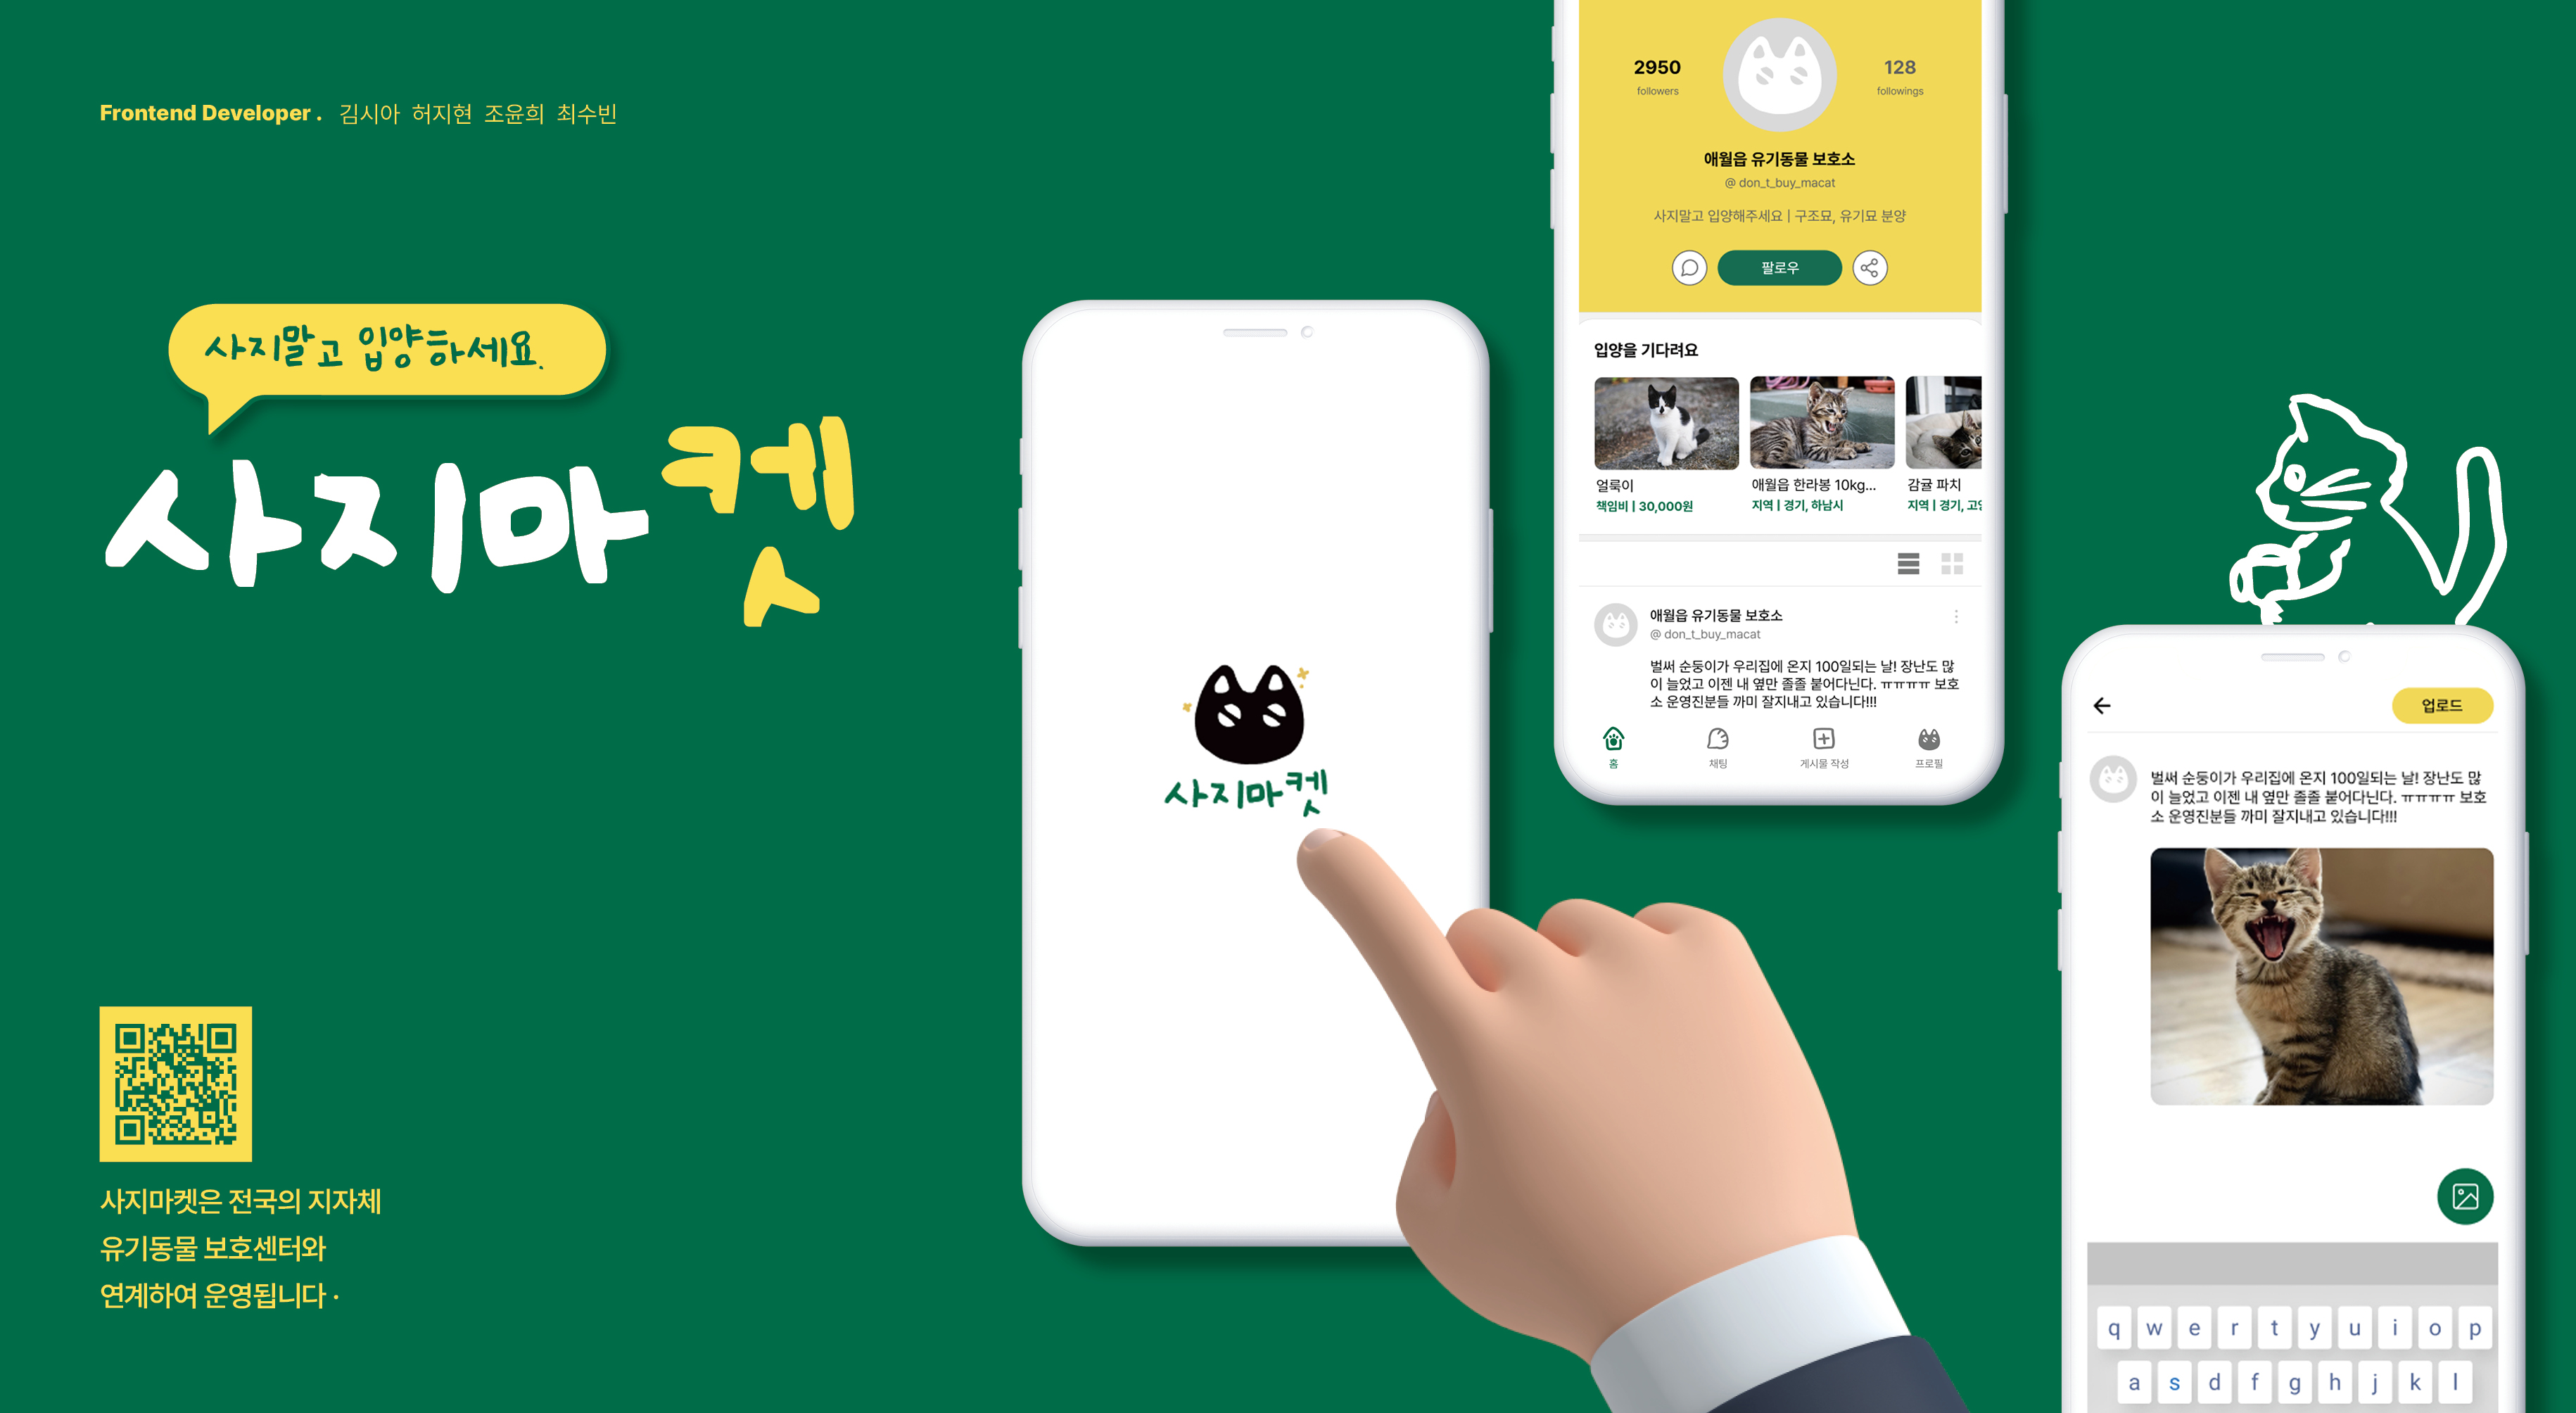 Frontend Developer . 김시아 허지현 조윤희 최수빈
사지말고 입양하세요.
사지마켓
사지마켓은 전국의 지자체
유기동물 보호센터와
연계하여 운영됩니다 ·
사지마켓
2950
followers
128
followings
애월읍 유기동물 보호소
@ don_t_buy_macat
사지말고 입양해주세요 | 구조묘, 유기묘 분양
팔로우
입양을 기다려요
얼룩이
책임비 | 30,000원
애월읍 한라봉 10kg...
지역 | 경기, 하남시
감귤 파치
지역 | 경기,
애월읍 유기동물 보호소
@ don_t_buy_macat
벌써 순둥이가 우리집에 온지 100일되는 날! 장난도 많
이 늘었고 이젠 내 옆만 졸졸 붙어다닌다. ㅠㅠㅠㅠ 보호
소 운영진분들 까미 잘지내고 있습니다!!!
홈
채팅
게시물 작성
프로필
업로드
벌써 순둥이가 우리집에 온지 100일되는 날! 장난도 많
이 늘었고 이젠 내 옆만 졸졸 붙어다닌다. ㅠㅠㅠㅠ 보호
소 운영진분들 까미 잘지내고 있습니다!!!
q w e r t y u i o p
a s d f g h j k l